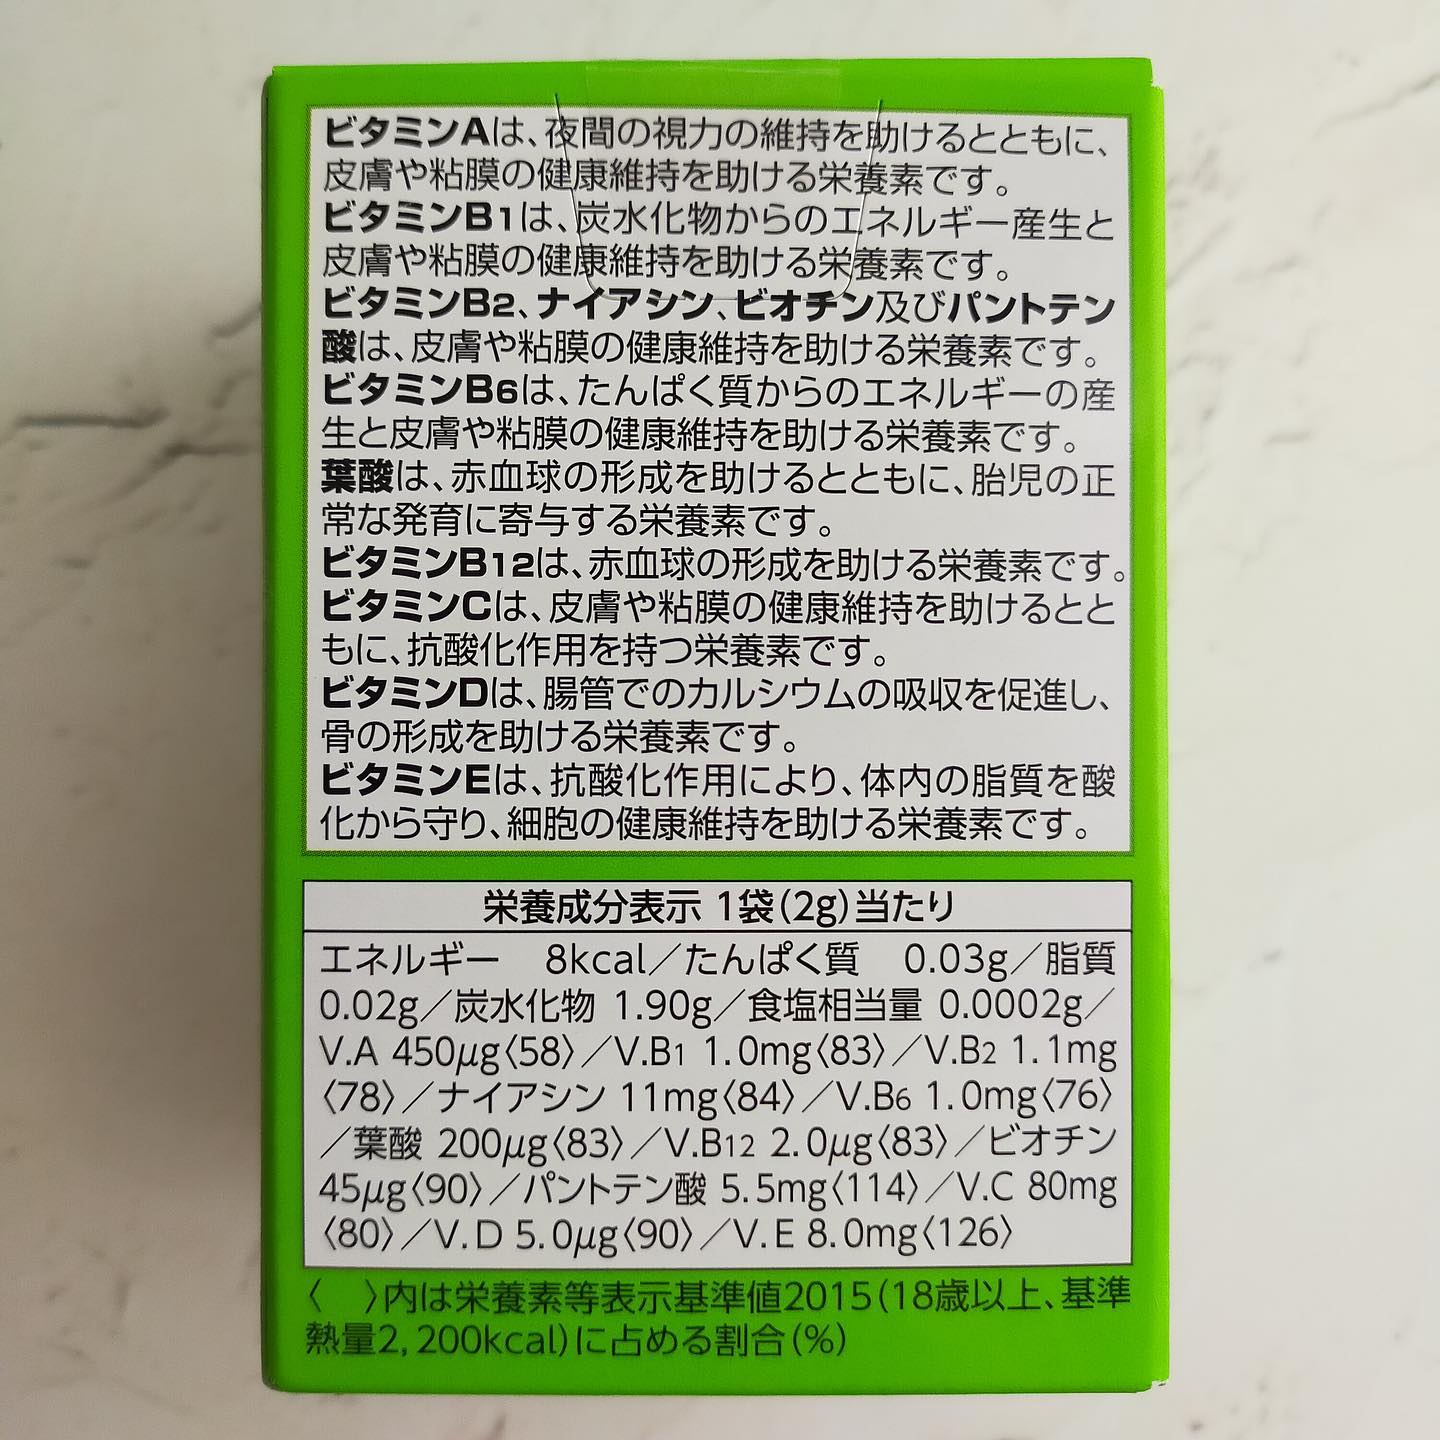 ビタミンAは、夜間の視力の維持を助けるとともに、
皮膚や粘膜の健康維持を助ける栄養素です。
ビタミンB1は、炭水化物からのエネルギー産生と
皮膚や粘膜の健康維持を助ける栄養素です。
ビタミンB2、ナイアシン、ビオチン及びパントテン
酸は、皮膚や粘膜の健康維持を助ける栄養素です。
ビタミンB6は、たんぱく質からのエネルギーの産
生と皮膚や粘膜の健康維持を助ける栄養素です。
葉酸は、赤血球の形成を助けるとともに、胎児の正
常な発育に寄与する栄養素です。
ビタミンB12は、赤血球の形成を助ける栄養素です。
ビタミンCは、皮膚や粘膜の健康維持を助けるとと
もに、抗酸化作用を持つ栄養素です。
ビタミンDは、腸管でのカルシウムの吸収を促進し、
骨の形成を助ける栄養素です。
ビタミンEは、抗酸化作用により、体内の脂質を酸
化から守り、細胞の健康維持を助ける栄養素です。
栄養成分表示 1袋(2g)当たり
エネルギー 8kcal／たんぱく質 0.03g／脂質
0.02g／炭水化物 1.90g／食塩相当量 0.0002g／
V.A 450μg〈58〉／V.B1 1.0mg〈83〉／V.B2 1.1mg
〈78〉／ナイアシン 11mg〈84〉／V.B6 1.0mg〈76〉
／葉酸 200μg〈83〉／V.B12 2.0μg〈83〉／ビオチン
45μg〈90〉／パントテン酸 5.5mg〈114〉／V.C 80mg
〈80〉／V.D 5.0μg〈90〉／V.E 8.0mg〈126〉
〈　〉内は栄養素等表示基準値2015(18歳以上、基準
熱量2,200kcal)に占める割合(%)